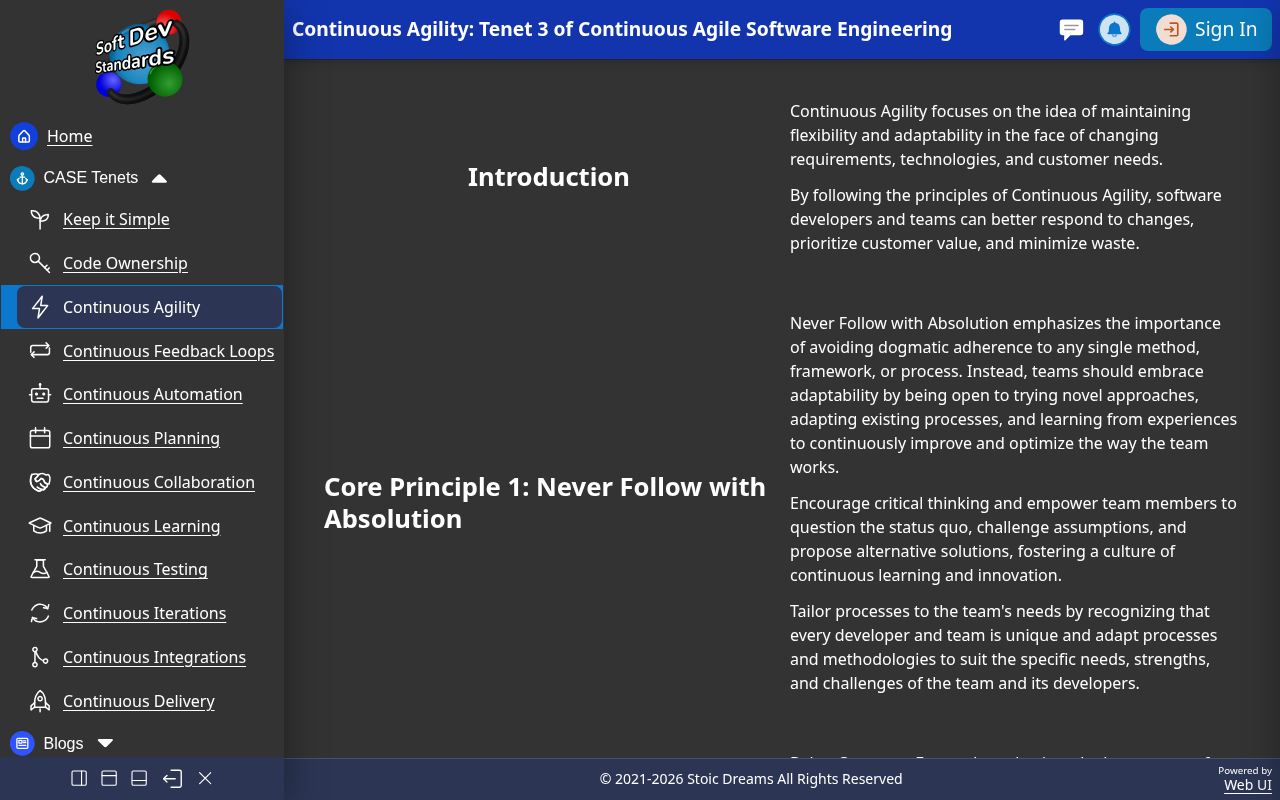 Soft Dev
Standards
Home
CASE Tenets
Keep it Simple
Code Ownership
Continuous Agility
Continuous Feedback Loops
Continuous Automation
Continuous Planning
Continuous Collaboration
Continuous Learning
Continuous Testing
Continuous Iterations
Continuous Integrations
Continuous Delivery
Blogs
Continuous Agility: Tenet 3 of Continuous Agile Software Engineering
Sign In
Introduction
Continuous Agility focuses on the idea of maintaining
flexibility and adaptability in the face of changing
requirements, technologies, and customer needs.
By following the principles of Continuous Agility, software
developers and teams can better respond to changes,
prioritize customer value, and minimize waste.
Core Principle 1: Never Follow with
Absolution
Never Follow with Absolution emphasizes the importance
of avoiding dogmatic adherence to any single method,
framework, or process. Instead, teams should embrace
adaptability by being open to trying novel approaches,
adapting existing processes, and learning from experiences
to continuously improve and optimize the way the team
works.
Encourage critical thinking and empower team members to
question the status quo, challenge assumptions, and
propose alternative solutions, fostering a culture of
continuous learning and innovation.
Tailor processes to the team's needs by recognizing that
every developer and team is unique and adapt processes
and methodologies to suit the specific needs, strengths,
and challenges of the team and its developers.
© 2021-2026 Stoic Dreams All Rights Reserved
Powered by
Web UI